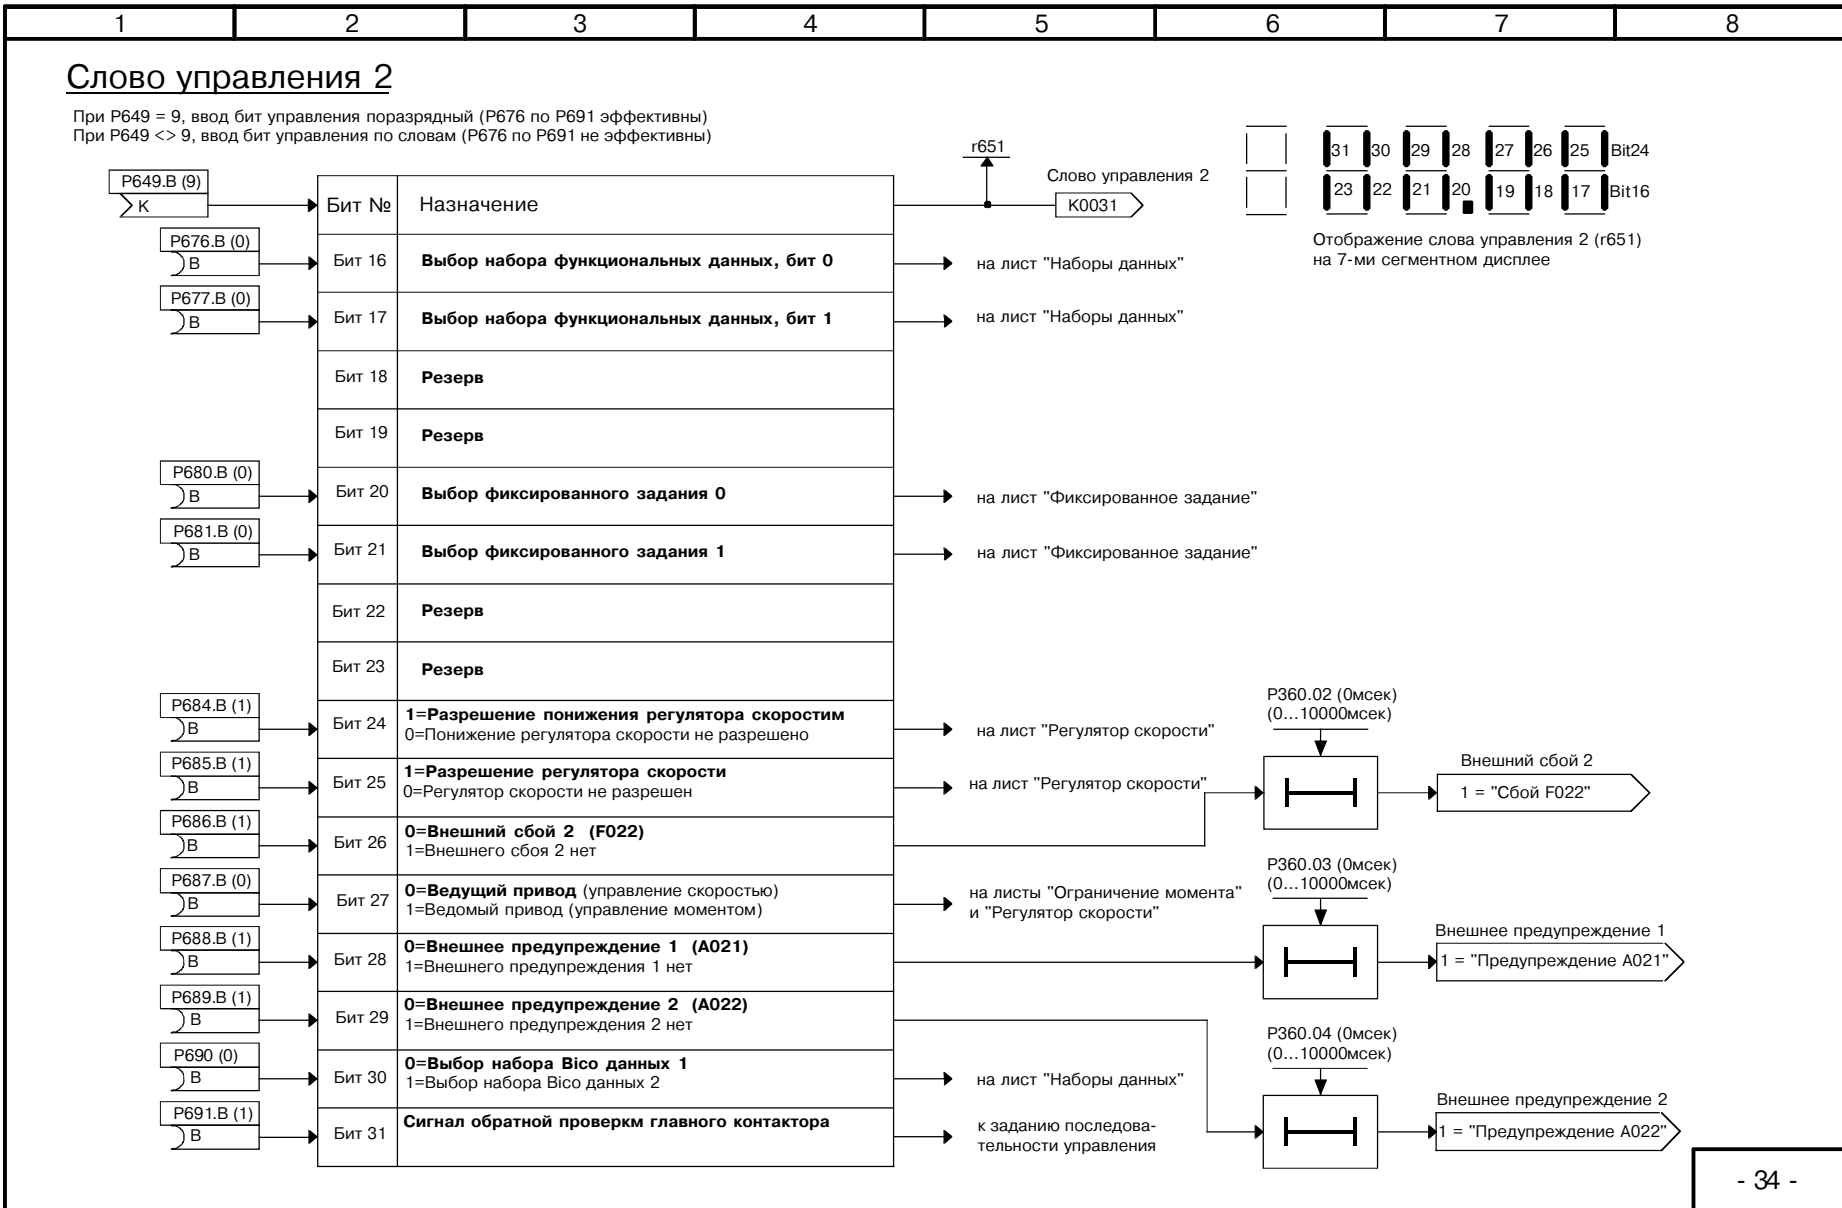 1 2 3 4 5 6 7 8
Слово управления 2
При P649 = 9, ввод бит управления поразрядный (P676 по P691 эффективны)
При P649 <> 9, ввод бит управления по словам (P676 по P691 не эффективны)
r651
Слово управления 2
K0031
31 30 29 28 27 26 25 Bit24
23 22 21 20 19 18 17 Bit16
Отображение слова управления 2 (r651)
на 7-ми сегментном дисплее
P649.B (9)
K
Бит № Назначение
P676.B (0)
B
Бит 16 Выбор набора функциональных данных, бит 0
на лист "Наборы данных"
P677.B (0)
B
Бит 17 Выбор набора функциональных данных, бит 1
на лист "Наборы данных"
Бит 18 Резерв
Бит 19 Резерв
P680.B (0)
B
Бит 20 Выбор фиксированного задания 0
на лист "Фиксированное задание"
P681.B (0)
B
Бит 21 Выбор фиксированного задания 1
на лист "Фиксированное задание"
Бит 22 Резерв
Бит 23 Резерв
P684.B (1)
B
Бит 24 1=Разрешение понижения регулятора скоростим
0=Понижение регулятора скорости не разрешено
на лист "Регулятор скорости"
P360.02 (0мсек)
(0...10000мсек)
P685.B (1)
B
Бит 25 1=Разрешение регулятора скорости
0=Регулятор скорости не разрешен
на лист "Регулятор скорости"
Внешний сбой 2
1 = "Сбой F022"
P686.B (1)
B
Бит 26 0=Внешний сбой 2 (F022)
1=Внешнего сбоя 2 нет
P687.B (0)
B
Бит 27 0=Ведущий привод (управление скоростью)
1=Ведомый привод (управление моментом)
на листы "Ограничение момента"
и "Регулятор скорости"
P360.03 (0мсек)
(0...10000мсек)
P688.B (1)
B
Бит 28 0=Внешнее предупреждение 1 (A021)
1=Внешнего предупреждения 1 нет
Внешнее предупреждение 1
1 = "Предупреждение A021"
P689.B (1)
B
Бит 29 0=Внешнее предупреждение 2 (A022)
1=Внешнего предупреждения 2 нет
P360.04 (0мсек)
(0...10000мсек)
P690 (0)
B
Бит 30 0=Выбор набора Bico данных 1
1=Выбор набора Bico данных 2
на лист "Наборы данных"
P691.B (1)
B
Бит 31 Сигнал обратной проверкм главного контактора
к заданию последова-
тельности управления
Внешнее предупреждение 2
1 = "Предупреждение A022"
- 34 -